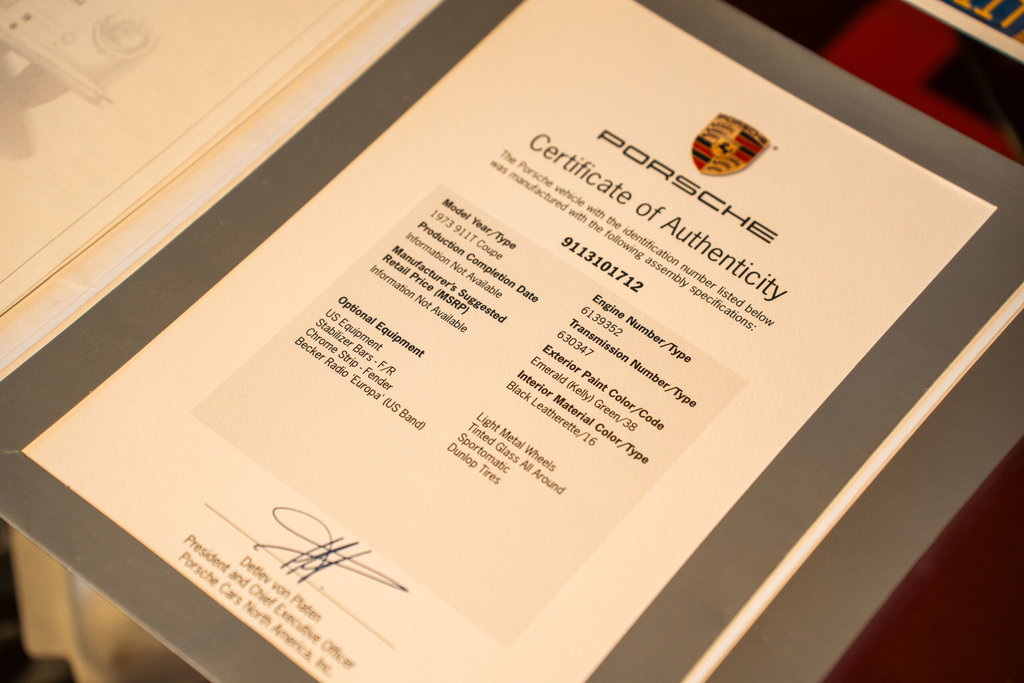 PORSCHE
Certificate of Authenticity
The Porsche vehicle with the identification number listed below
was manufactured with the following assembly specifications:
9113101712
Model Year/Type
1973 911T Coupe
Production Completion Date
Information Not Available
Manufacturer's Suggested
Retail Price (MSRP)
Information Not Available
Engine Number/Type
6139352
Transmission Number/Type
630347
Exterior Paint Color/Code
Emerald (Kelly) Green/38
Interior Material Color/Type
Black Leatherette/16
Optional Equipment
US Equipment
Stabilizer Bars - F/R
Chrome Strip - Fender
Becker Radio 'Europa' (US Band)
Light Metal Wheels
Tinted Glass All Around
Sportomatic
Dunlop Tires
Detlev von Platen
President and Chief Executive Officer
Porsche Cars North America, Inc.